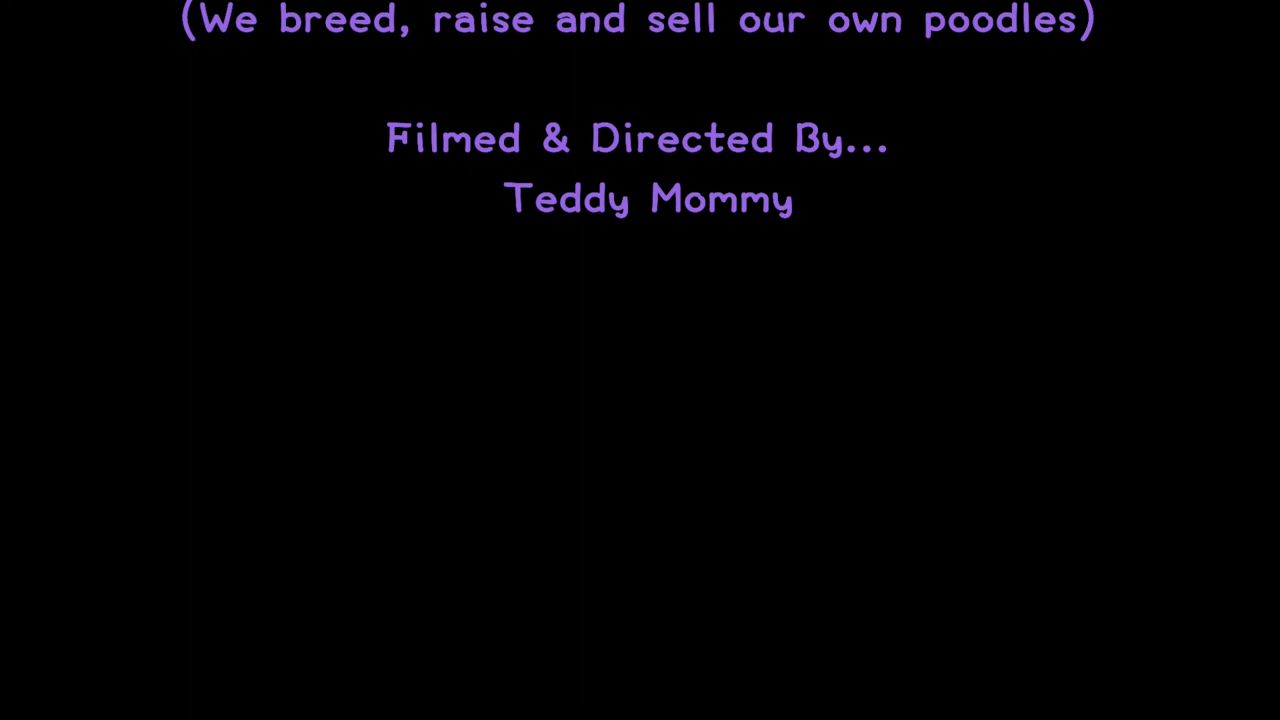 (We breed, raise and sell our own poodles)
Filmed & Directed By...
Teddy Mommy